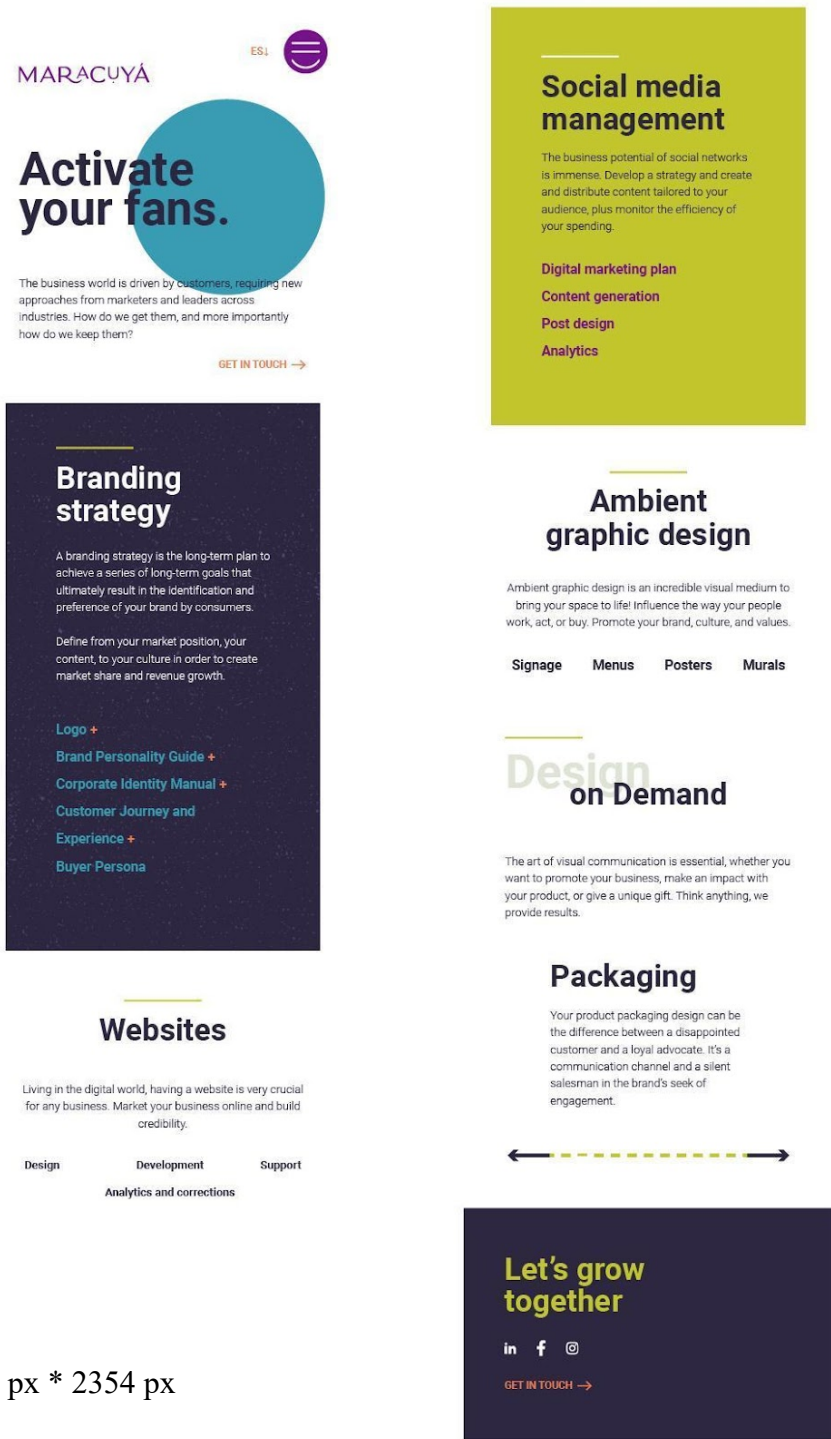 ES↓
MARACUYÁ
Activate
your fans.
The business world is driven by customers, requiring new
approaches from marketers and leaders across
industries. How do we get them, and more importantly
how do we keep them?
GET IN TOUCH →
Branding
strategy
A branding strategy is the long-term plan to
achieve a series of long-term goals that
ultimately result in the identification and
preference of your brand by consumers.
Define from your market position, your
content, to your culture in order to create
market share and revenue growth.
Logo +
Brand Personality Guide +
Corporate Identity Manual +
Customer Journey and
Experience +
Buyer Persona
Websites
Living in the digital world, having a website is very crucial
for any business. Market your business online and build
credibility.
Design Development Support
Analytics and corrections
px * 2354 px
Social media
management
The business potential of social networks
is immense. Develop a strategy and create
and distribute content tailored to your
audience, plus monitor the efficiency of
your spending.
Digital marketing plan
Content generation
Post design
Analytics
Ambient
graphic design
Ambient graphic design is an incredible visual medium to
bring your space to life! Influence the way your people
work, act, or buy. Promote your brand, culture, and values.
Signage Menus Posters Murals
Design
on Demand
The art of visual communication is essential, whether you
want to promote your business, make an impact with
your product, or give a unique gift. Think anything, we
provide results.
Packaging
Your product packaging design can be
the difference between a disappointed
customer and a loyal advocate. It's a
communication channel and a silent
salesman in the brand's seek of
engagement.
Let's grow
together
in f
GET IN TOUCH →